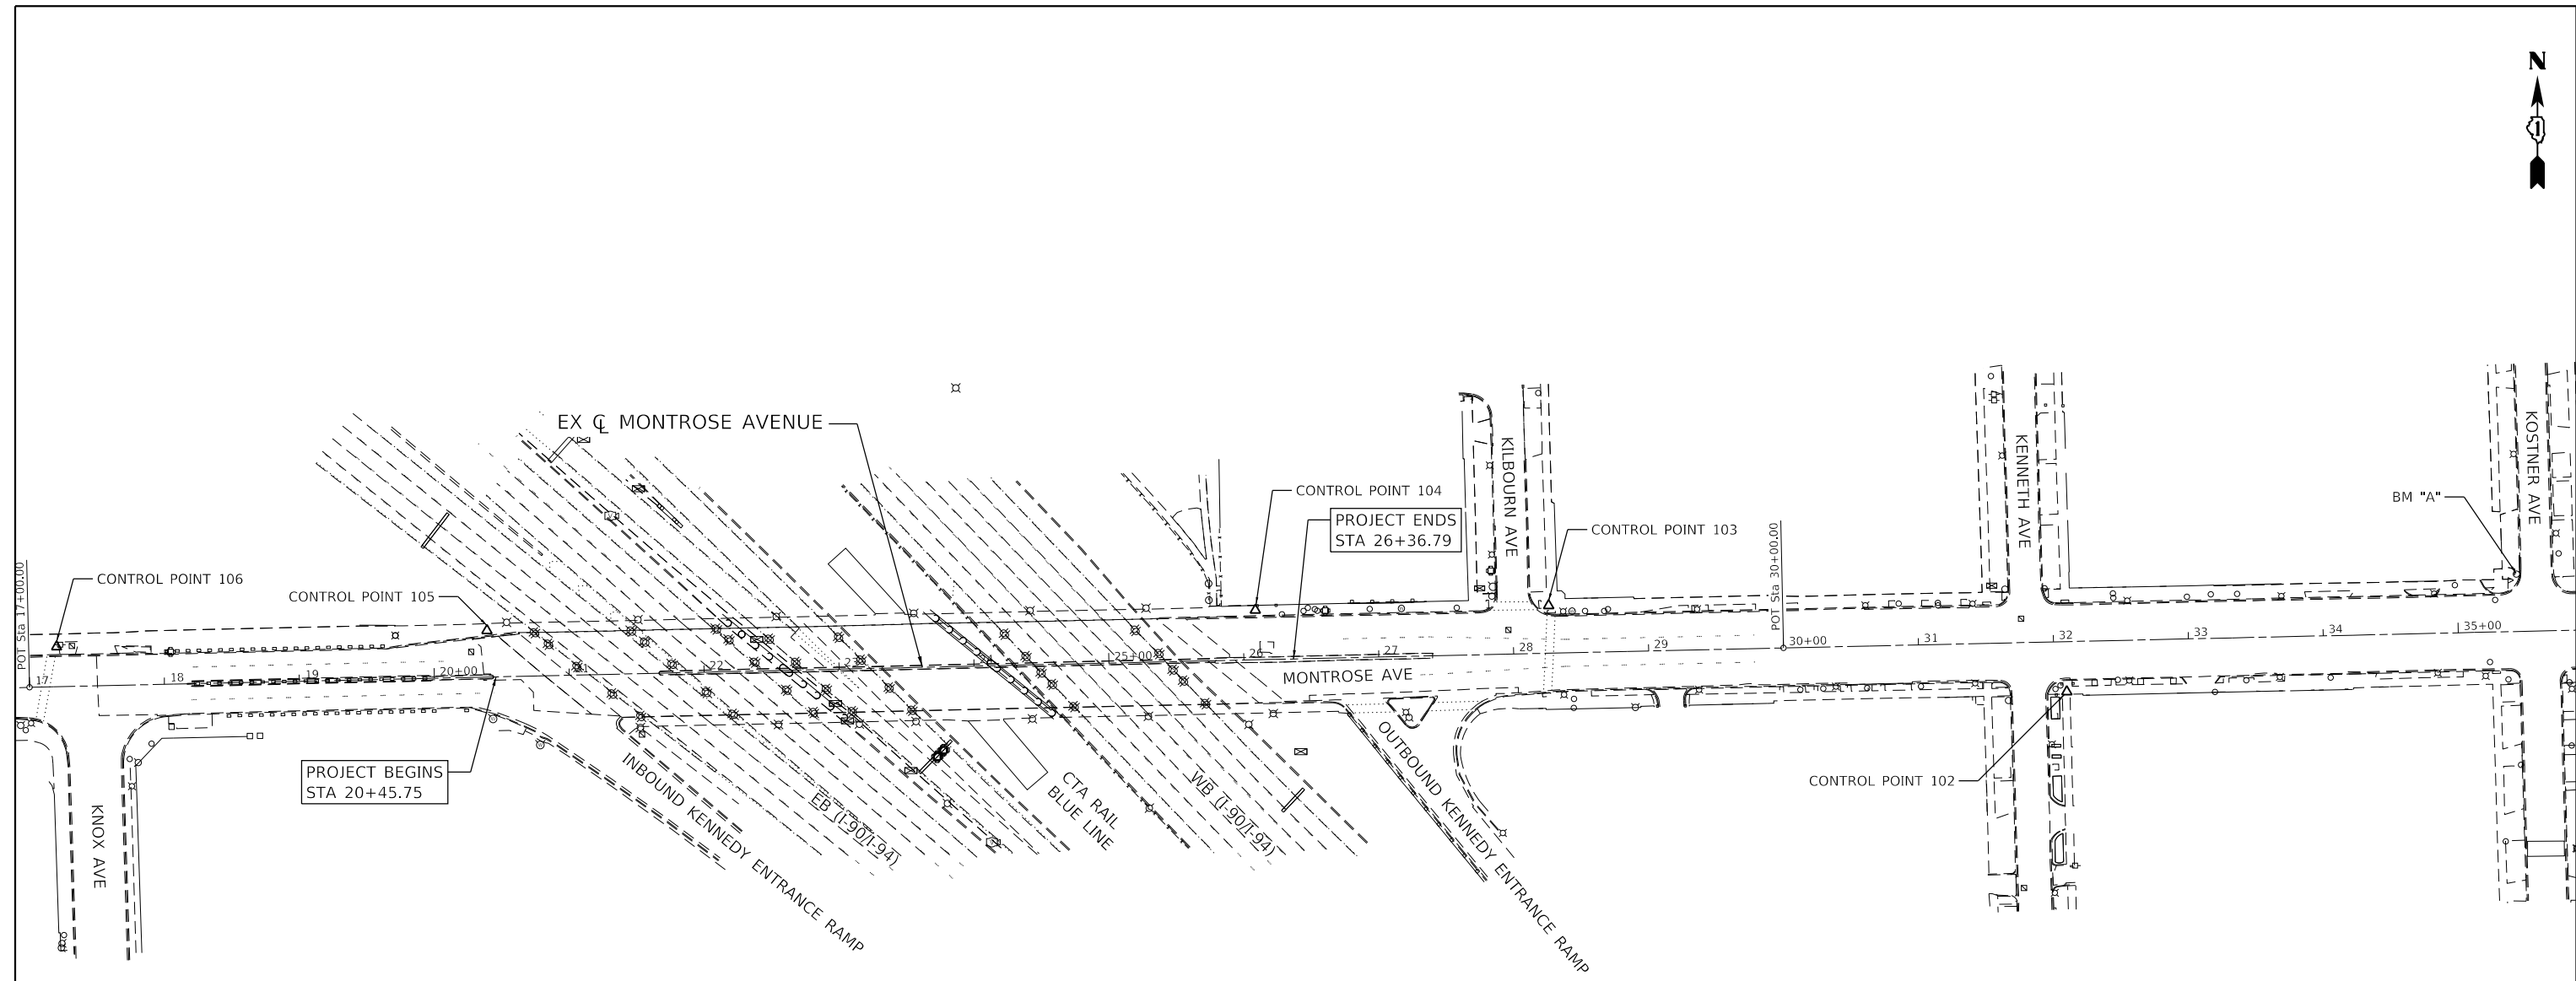 N
EX ℄ MONTROSE AVENUE
KILBOURN AVE
KENNETH AVE
KOSTNER AVE
CONTROL POINT 104
PROJECT ENDS
STA 26+36.79
BM "A"
CONTROL POINT 103
POT Sta 30+00.00
POT Sta 17+00.00
CONTROL POINT 106
CONTROL POINT 105
17
18
19
20+00
21
22
23
24
25+00
26
27
28
29
30+00
31
32
33
34
35+00
MONTROSE AVE
PROJECT BEGINS
STA 20+45.75
KNOX AVE
INBOUND KENNEDY ENTRANCE RAMP
EB (I-90/I-94)
CTA RAIL
BLUE LINE
WB (I-90/I-94)
OUTBOUND KENNEDY ENTRANCE RAMP
CONTROL POINT 102